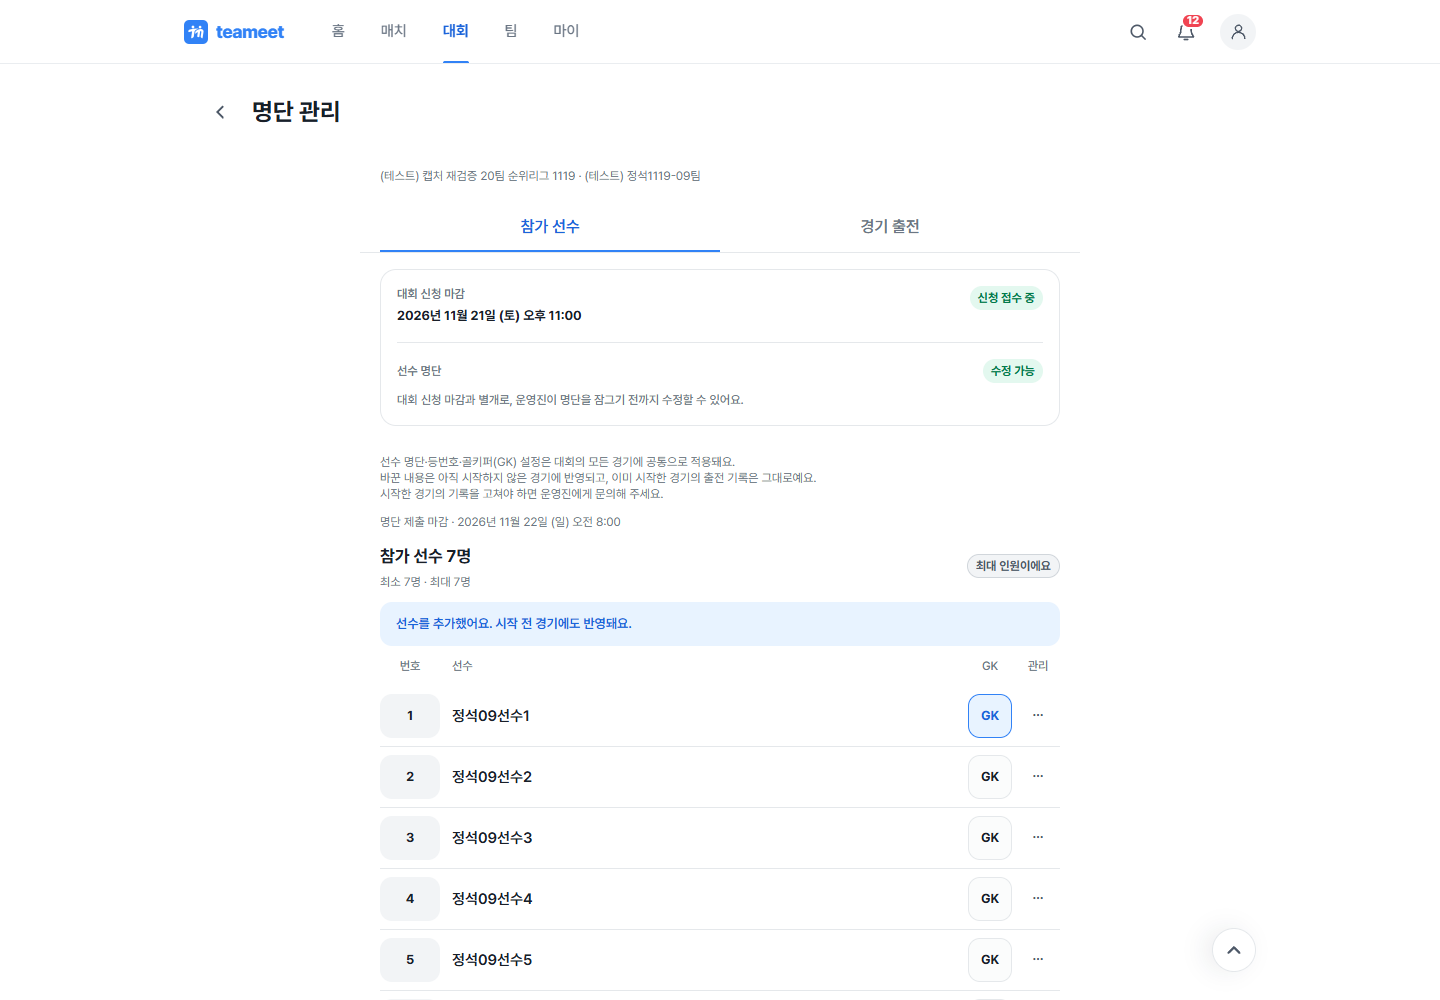 teameet
홈
매치
대회
팀
마이
12
명단 관리
(테스트) 캡처 재검증 20팀 순위리그 1119 · (테스트) 정석1119-09팀
참가 선수
경기 출전
대회 신청 마감
신청 접수 중
2026년 11월 21일 (토) 오후 11:00
선수 명단
수정 가능
대회 신청 마감과 별개로, 운영진이 명단을 잠그기 전까지 수정할 수 있어요.
선수 명단·등번호·골키퍼(GK) 설정은 대회의 모든 경기에 공통으로 적용돼요.
바꾼 내용은 아직 시작하지 않은 경기에 반영되고, 이미 시작한 경기의 출전 기록은 그대로예요.
시작한 경기의 기록을 고쳐야 하면 운영진에게 문의해 주세요.
명단 제출 마감 · 2026년 11월 22일 (일) 오전 8:00
참가 선수 7명
최대 인원이에요
최소 7명 · 최대 7명
선수를 추가했어요. 시작 전 경기에도 반영돼요.
번호 선수 GK 관리
1 정석09선수1 GK ···
2 정석09선수2 GK ···
3 정석09선수3 GK ···
4 정석09선수4 GK ···
5 정석09선수5 GK ···